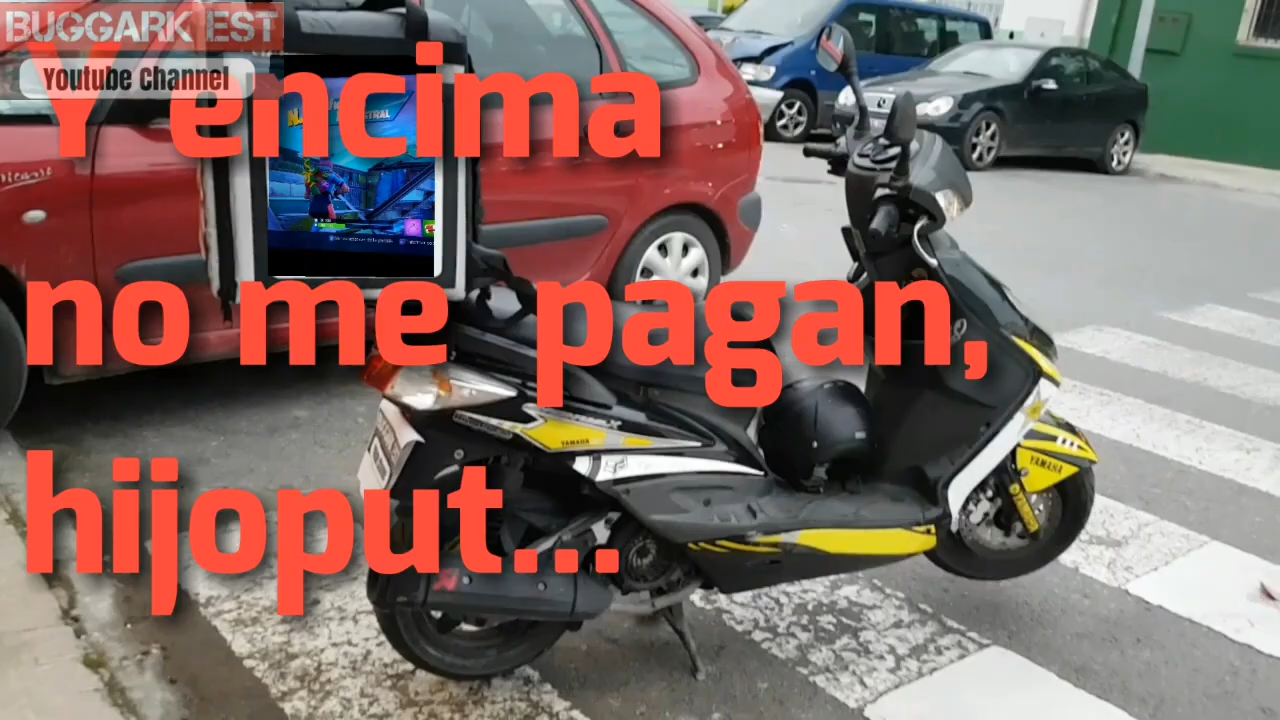 BUGGARK EST
Youtube Channel
Y encima
no me pagan,
hijoput...
YAMAHA
YAMAHA